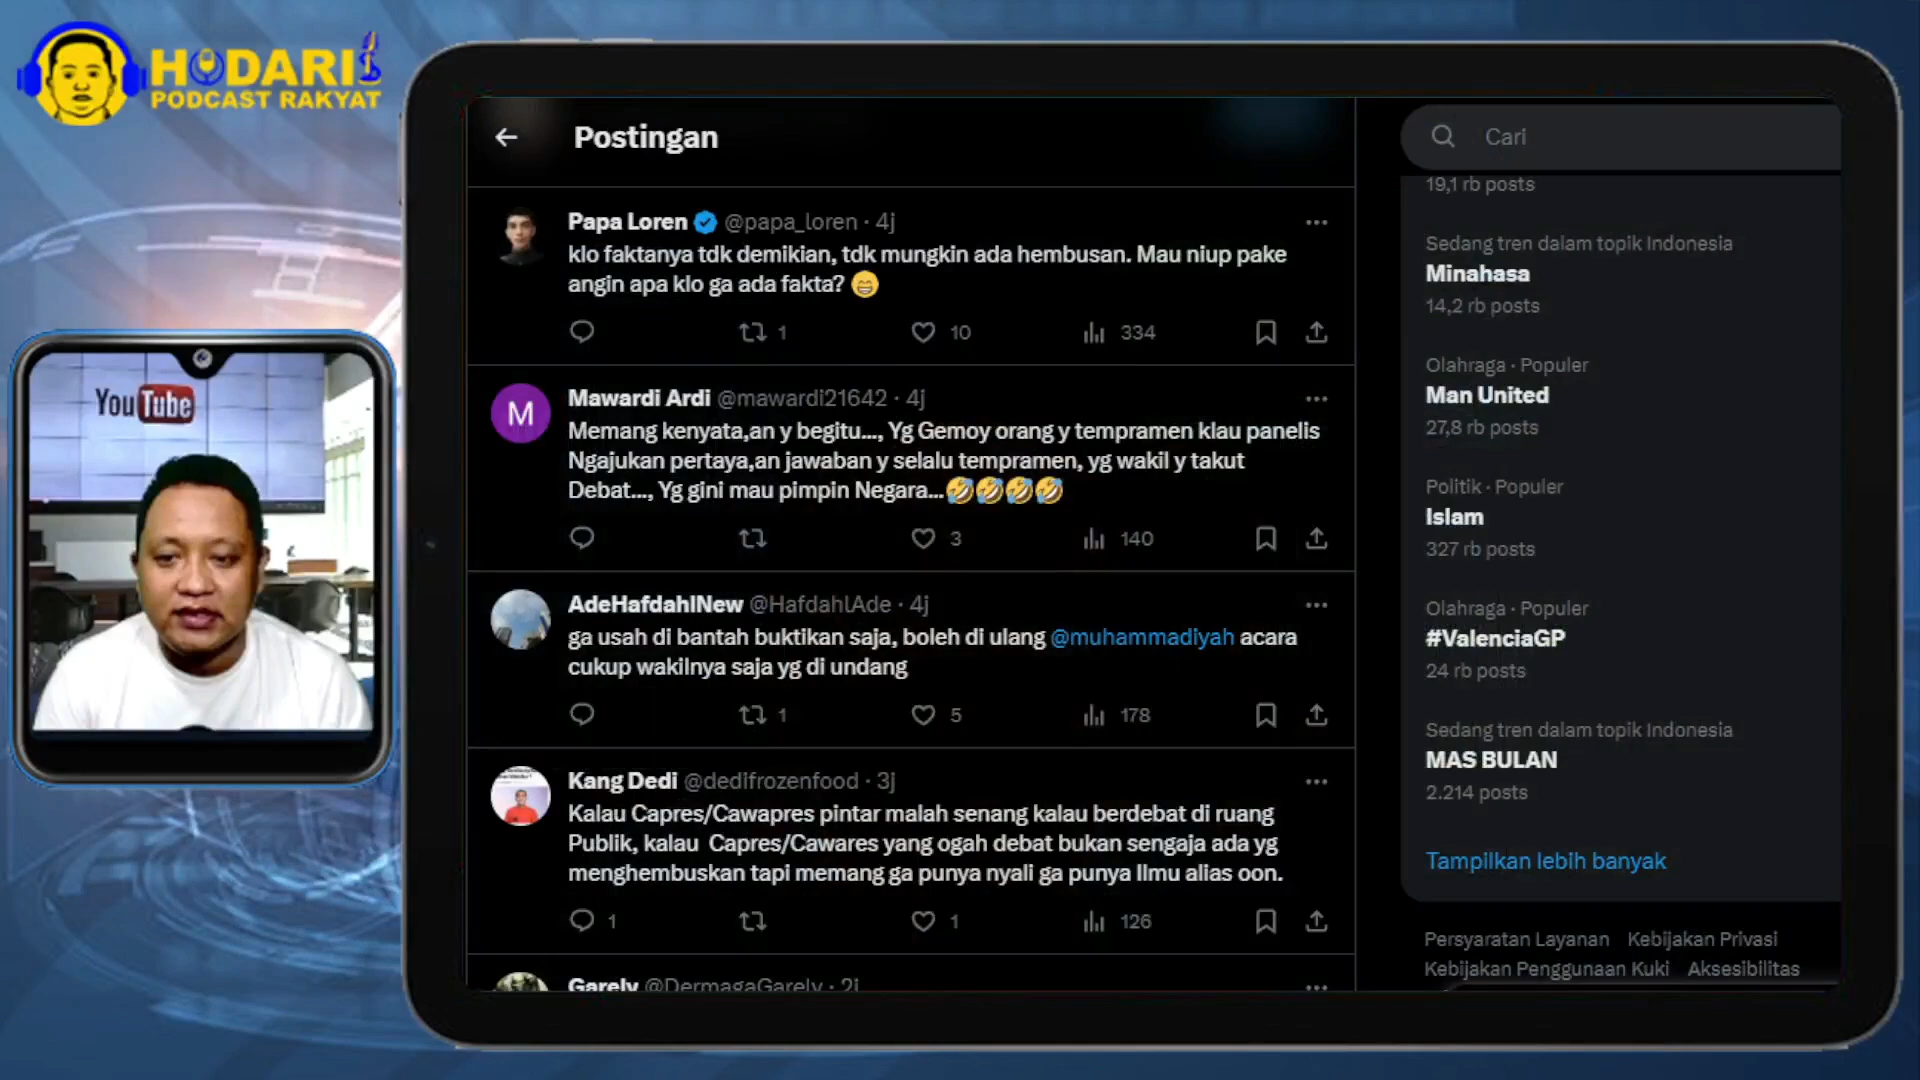 HODARI
PODCAST RAKYAT
YouTube
Postingan
Papa Loren @papa_loren · 4j
klo faktanya tdk demikian, tdk mungkin ada hembusan. Mau niup pake
angin apa klo ga ada fakta? 😁
1 10 334
M
Mawardi Ardi @mawardi21642 · 4j
Memang kenyata,an y begitu..., Yg Gemoy orang y tempramen klau panelis
Ngajukan pertaya,an jawaban y selalu tempramen, yg wakil y takut
Debat..., Yg gini mau pimpin Negara...🤣🤣🤣🤣
3 140
AdeHafdahlNew @HafdahlAde · 4j
ga usah di bantah buktikan saja, boleh di ulang @muhammadiyah acara
cukup wakilnya saja yg di undang
1 5 178
Kang Dedi @dedifrozenfood · 3j
Kalau Capres/Cawapres pintar malah senang kalau berdebat di ruang
Publik, kalau Capres/Cawares yang ogah debat bukan sengaja ada yg
menghembuskan tapi memang ga punya nyali ga punya Ilmu alias oon.
1 1 126
Garely @DermagaGarely · 2j
Cari
19,1 rb posts
Sedang tren dalam topik Indonesia
Minahasa
14,2 rb posts
Olahraga · Populer
Man United
27,8 rb posts
Politik · Populer
Islam
327 rb posts
Olahraga · Populer
#ValenciaGP
24 rb posts
Sedang tren dalam topik Indonesia
MAS BULAN
2.214 posts
Tampilkan lebih banyak
Persyaratan Layanan Kebijakan Privasi
Kebijakan Penggunaan Kuki Aksesibilitas